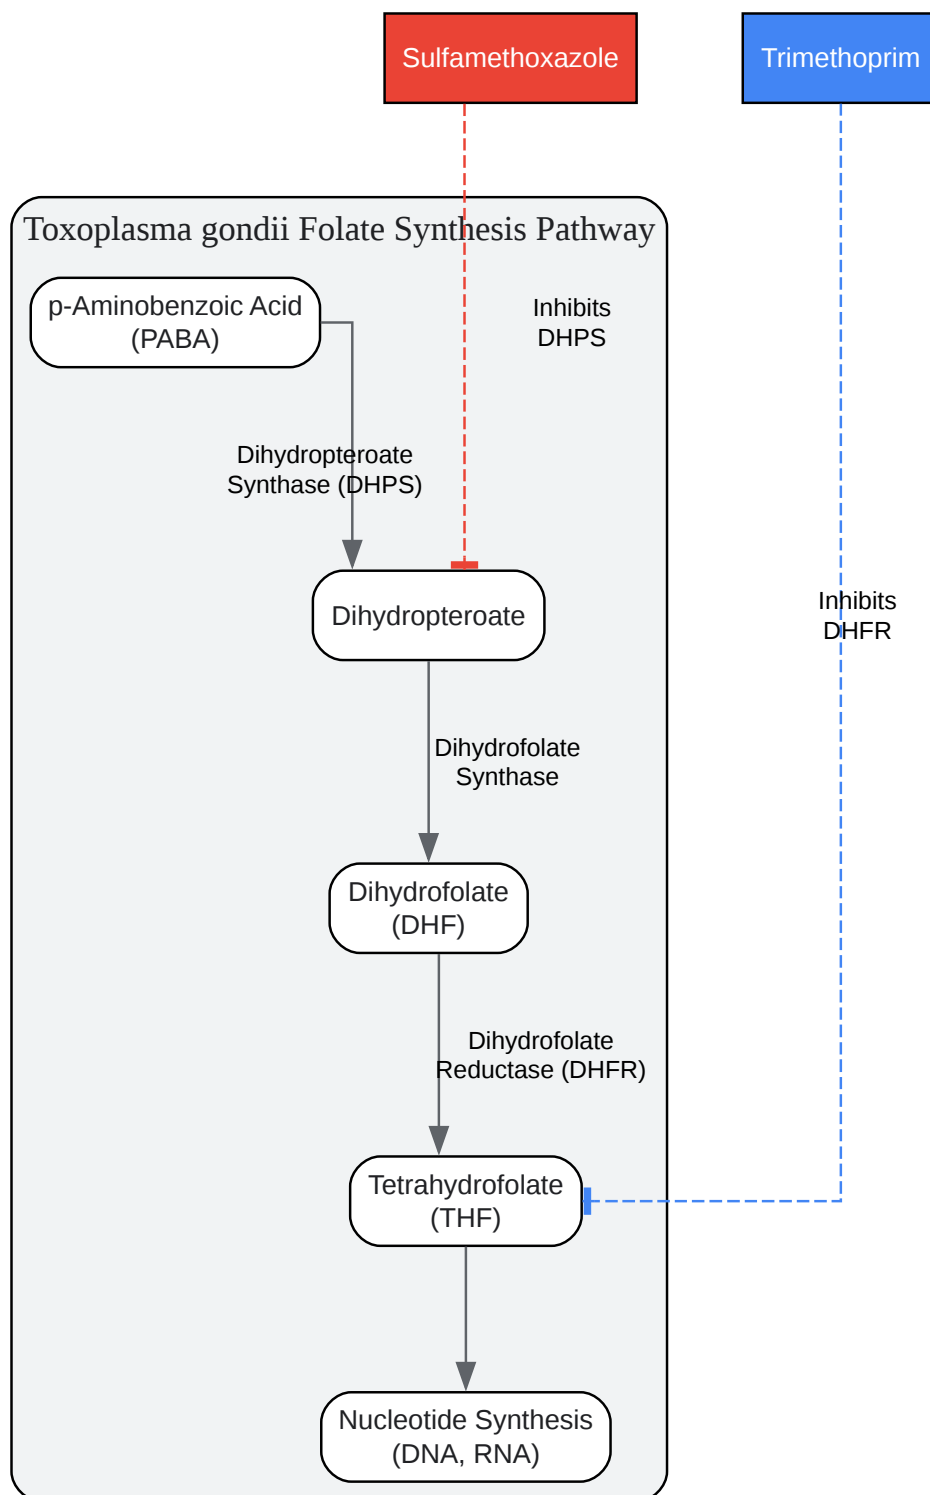 Sulfamethoxazole
Trimethoprim
Toxoplasma gondii Folate Synthesis Pathway
p-Aminobenzoic Acid
(PABA)
Inhibits
DHPS
Dihydropteroate
Synthase (DHPS)
Dihydropteroate
Inhibits
DHFR
Dihydrofolate
Synthase
Dihydrofolate
(DHF)
Dihydrofolate
Reductase (DHFR)
Tetrahydrofolate
(THF)
Nucleotide Synthesis
(DNA, RNA)